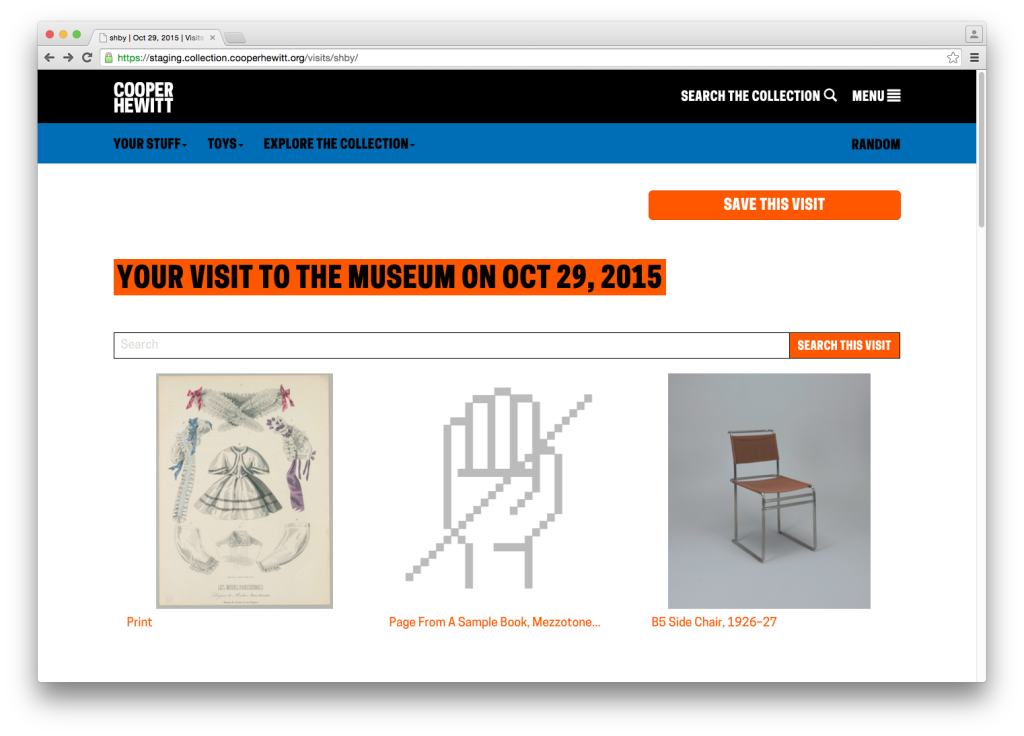 shby | Oct 29, 2015 | Visits
https://staging.collection.cooperhewitt.org/visits/shby/
COOPER
HEWITT
SEARCH THE COLLECTION
MENU
YOUR STUFF
TOYS
EXPLORE THE COLLECTION
RANDOM
SAVE THIS VISIT
YOUR VISIT TO THE MUSEUM ON OCT 29, 2015
Search
SEARCH THIS VISIT
LES MODES PARISIENNES
Print
Page From A Sample Book, Mezzotone...
B5 Side Chair, 1926–27